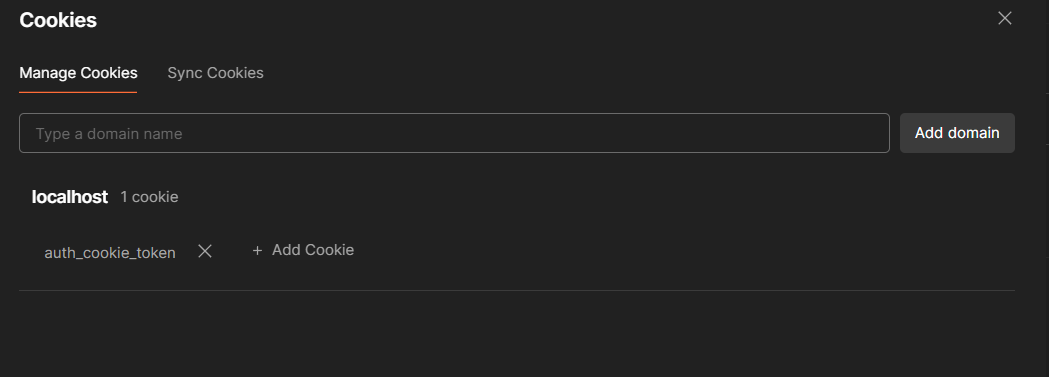 Cookies
Manage Cookies Sync Cookies
Type a domain name Add domain
localhost 1 cookie
auth_cookie_token + Add Cookie